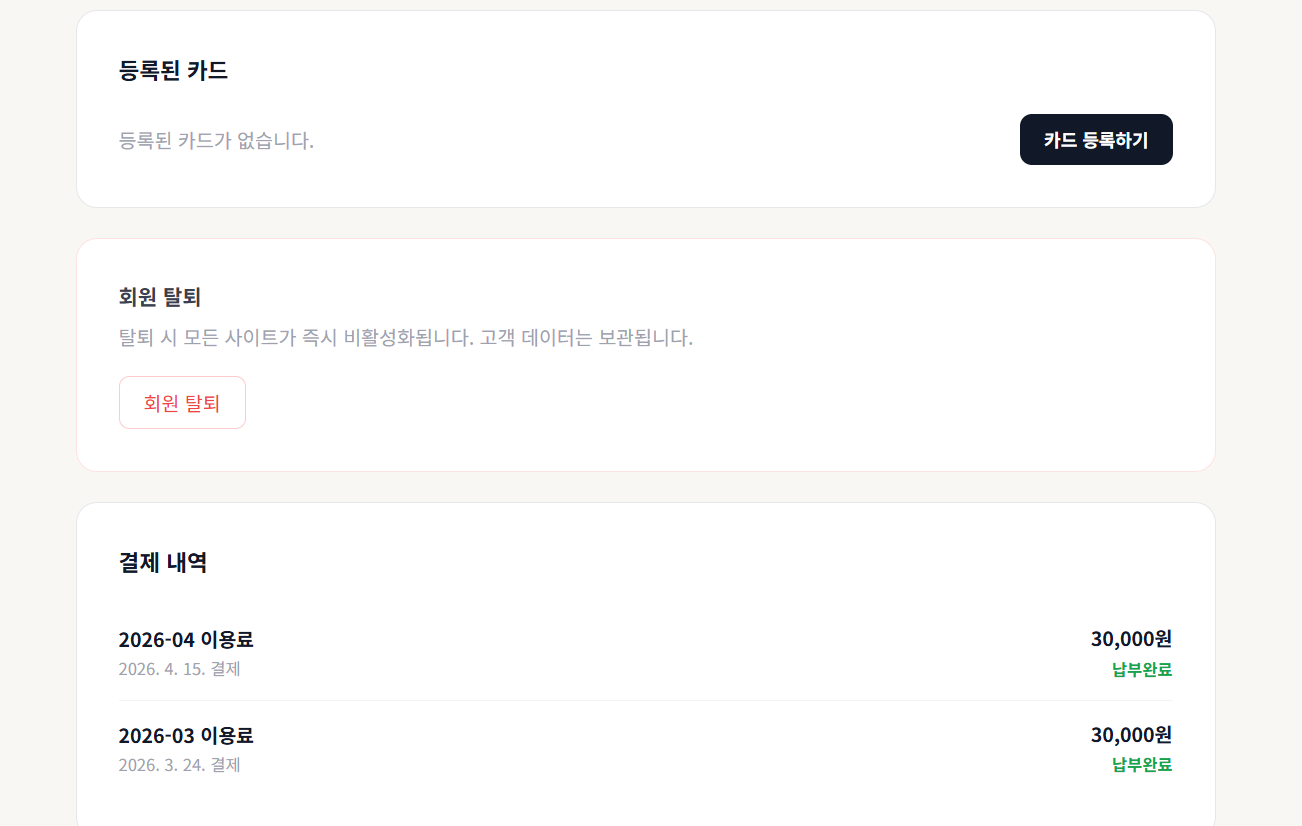 등록된 카드
등록된 카드가 없습니다.
카드 등록하기
회원 탈퇴
탈퇴 시 모든 사이트가 즉시 비활성화됩니다. 고객 데이터는 보관됩니다.
회원 탈퇴
결제 내역
2026-04 이용료
30,000원
2026. 4. 15. 결제
납부완료
2026-03 이용료
30,000원
2026. 3. 24. 결제
납부완료